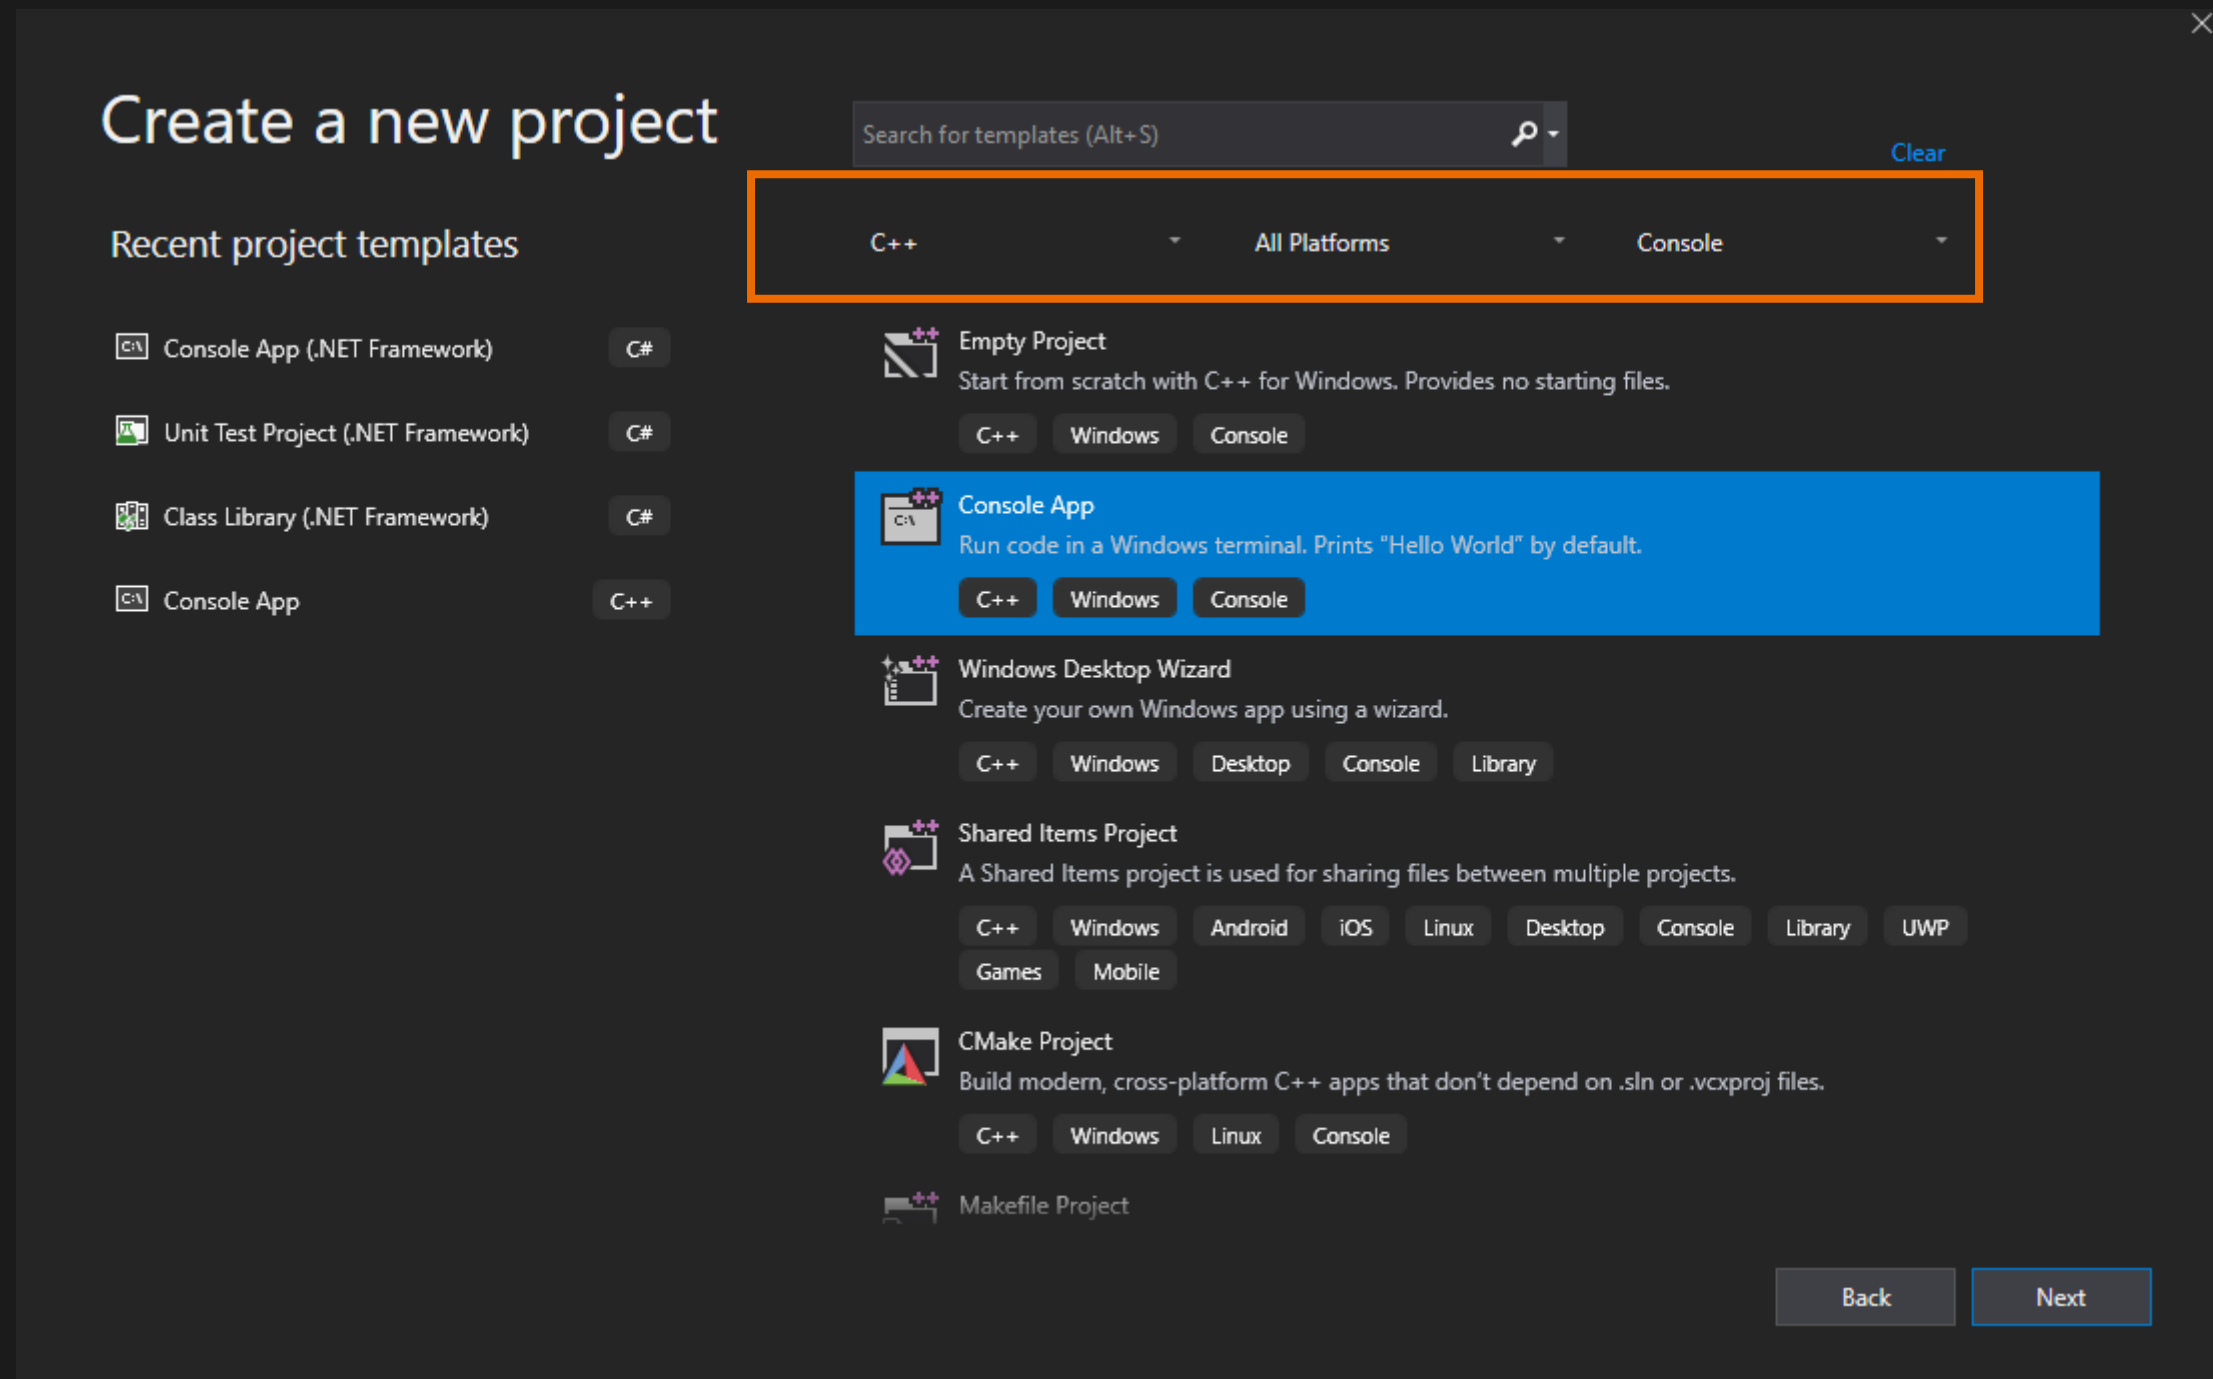 Create a new project
Search for templates (Alt+S)
Clear
C++ All Platforms Console
Recent project templates
C:\ Console App (.NET Framework) C#
Unit Test Project (.NET Framework) C#
Class Library (.NET Framework) C#
C:\ Console App C++
Empty Project
Start from scratch with C++ for Windows. Provides no starting files.
C++ Windows Console
C:\ Console App
Run code in a Windows terminal. Prints "Hello World" by default.
C++ Windows Console
Windows Desktop Wizard
Create your own Windows app using a wizard.
C++ Windows Desktop Console Library
Shared Items Project
A Shared Items project is used for sharing files between multiple projects.
C++ Windows Android iOS Linux Desktop Console Library UWP
Games Mobile
CMake Project
Build modern, cross-platform C++ apps that don't depend on .sln or .vcxproj files.
C++ Windows Linux Console
Makefile Project
Back Next